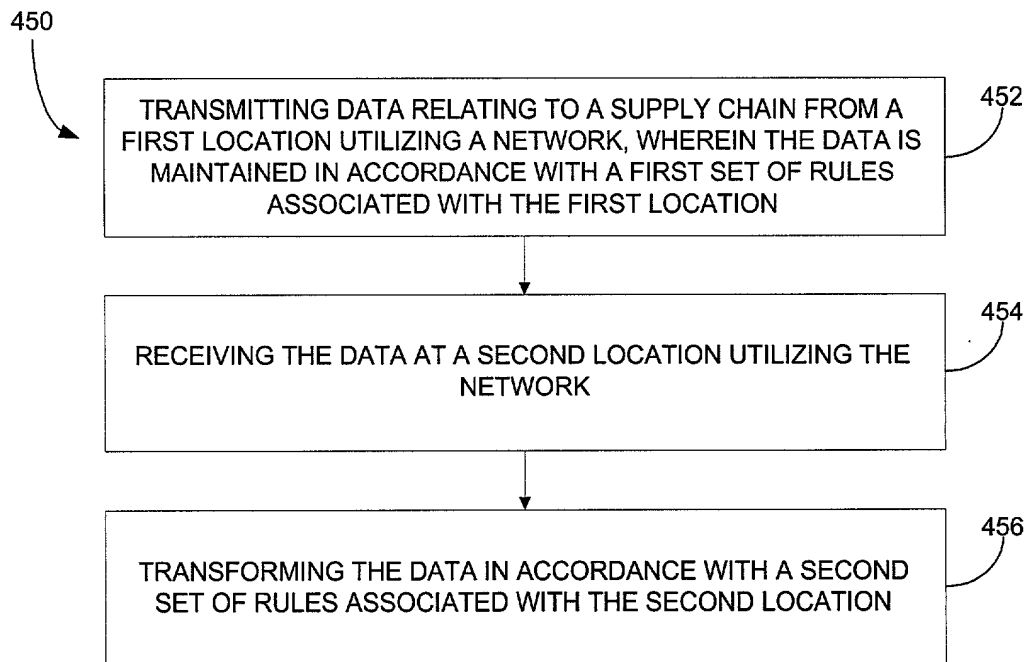 450
TRANSMITTING DATA RELATING TO A SUPPLY CHAIN FROM A
FIRST LOCATION UTILIZING A NETWORK, WHEREIN THE DATA IS
MAINTAINED IN ACCORDANCE WITH A FIRST SET OF RULES
ASSOCIATED WITH THE FIRST LOCATION
452
RECEIVING THE DATA AT A SECOND LOCATION UTILIZING THE
NETWORK
454
TRANSFORMING THE DATA IN ACCORDANCE WITH A SECOND
SET OF RULES ASSOCIATED WITH THE SECOND LOCATION
456